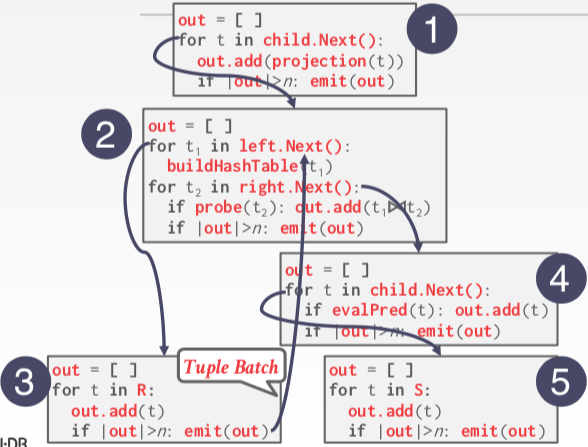 out = [ ]
for t in child.Next():
out.add(projection(t))
if |out|>n: emit(out)
1
2
out = [ ]
for t₁ in left.Next():
buildHashTable(t₁)
for t₂ in right.Next():
if probe(t₂): out.add(t₁⨝t₂)
if |out|>n: emit(out)
out = [ ]
for t in child.Next():
if evalPred(t): out.add(t)
if |out|>n: emit(out)
4
3
out = [ ]
for t in R:
out.add(t)
if |out|>n: emit(out)
Tuple Batch
out = [ ]
for t in S:
out.add(t)
if |out|>n: emit(out)
5